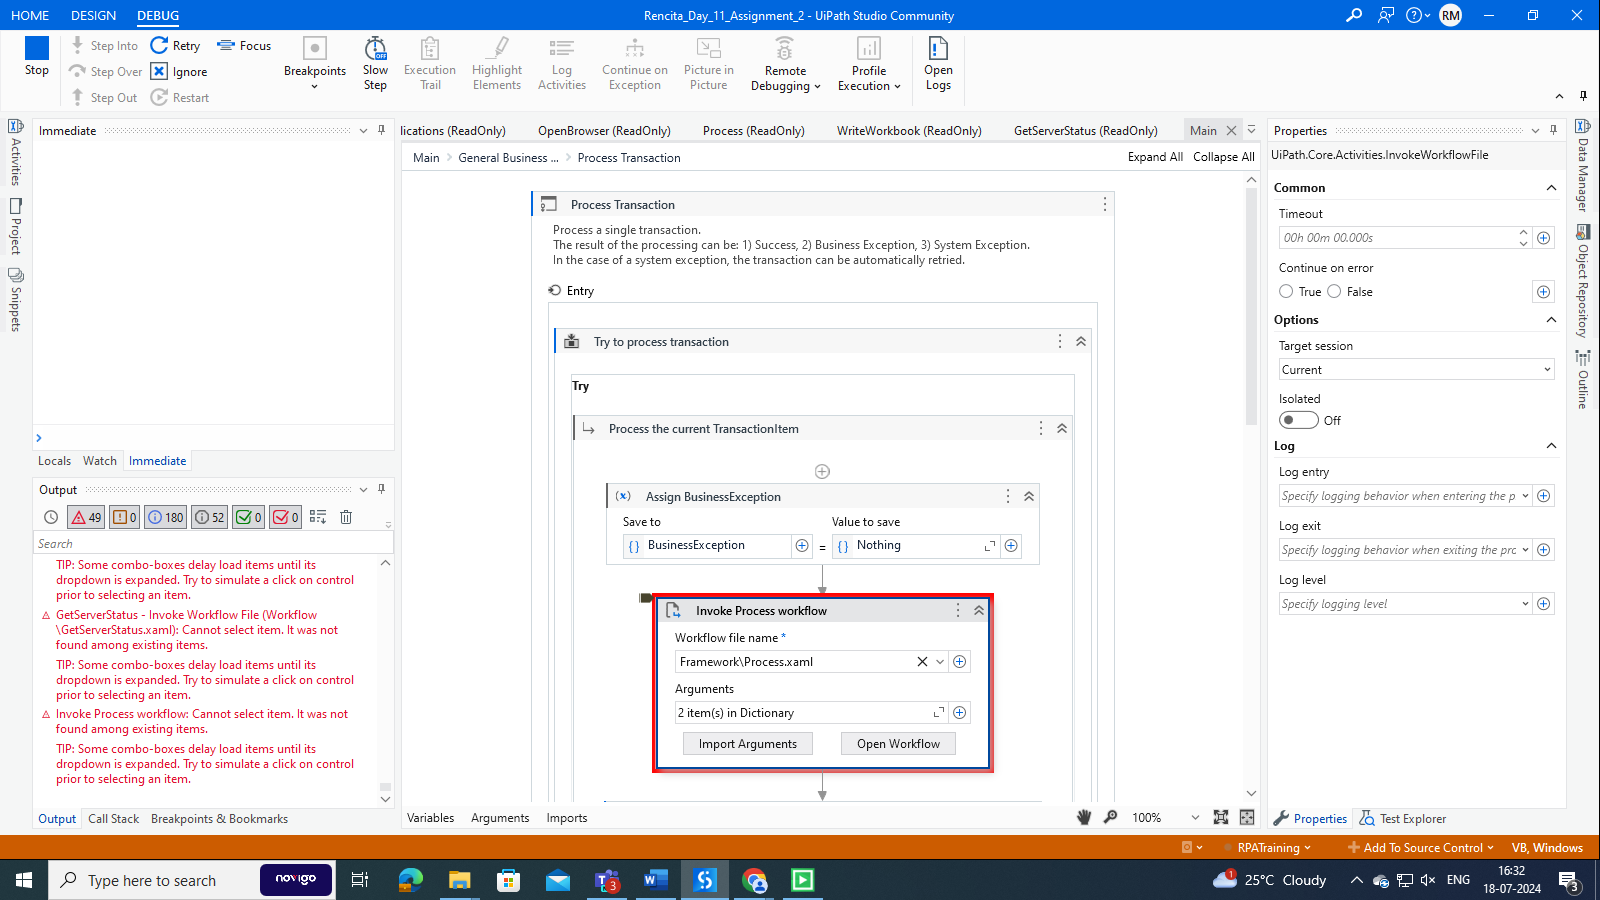 HOME DESIGN DEBUG
Rencita_Day_11_Assignment_2 - UiPath Studio Community
RM
Stop
Step Into
Step Over
Step Out
Retry
Ignore
Restart
Focus
Breakpoints
Slow
Step
Execution
Trail
Highlight
Elements
Log
Activities
Continue on
Exception
Picture in
Picture
Remote
Debugging
Profile
Execution
Open
Logs
Activities
Project
Snippets
Immediate
Locals Watch Immediate
Output
49 0 180 52 0 0
Search
TIP: Some combo-boxes delay load items until its
dropdown is expanded. Try to simulate a click on control
prior to selecting an item.
GetServerStatus - Invoke Workflow File (Workflow
\GetServerStatus.xaml): Cannot select item. It was not
found among existing items.
TIP: Some combo-boxes delay load items until its
dropdown is expanded. Try to simulate a click on control
prior to selecting an item.
Invoke Process workflow: Cannot select item. It was not
found among existing items.
TIP: Some combo-boxes delay load items until its
dropdown is expanded. Try to simulate a click on control
prior to selecting an item.
Output Call Stack Breakpoints & Bookmarks
lications (ReadOnly) OpenBrowser (ReadOnly) Process (ReadOnly) WriteWorkbook (ReadOnly) GetServerStatus (ReadOnly) Main
Main General Business ... Process Transaction
Expand All Collapse All
Process Transaction
Process a single transaction.
The result of the processing can be: 1) Success, 2) Business Exception, 3) System Exception.
In the case of a system exception, the transaction can be automatically retried.
Entry
Try to process transaction
Try
Process the current TransactionItem
(x) Assign BusinessException
Save to Value to save
{ } BusinessException = { } Nothing
Invoke Process workflow
Workflow file name *
Framework\Process.xaml
Arguments
2 item(s) in Dictionary
Import Arguments Open Workflow
Variables Arguments Imports
100%
Properties
UiPath.Core.Activities.InvokeWorkflowFile
Common
Timeout
00h 00m 00.000s
Continue on error
True False
Options
Target session
Current
Isolated
Off
Log
Log entry
Specify logging behavior when entering the p
Log exit
Specify logging behavior when exiting the prc
Log level
Specify logging level
Properties Test Explorer
Data Manager
Object Repository
Outline
RPATraining Add To Source Control VB, Windows
Type here to search
novigo
3
1
25°C Cloudy
ENG
16:32
18-07-2024
3